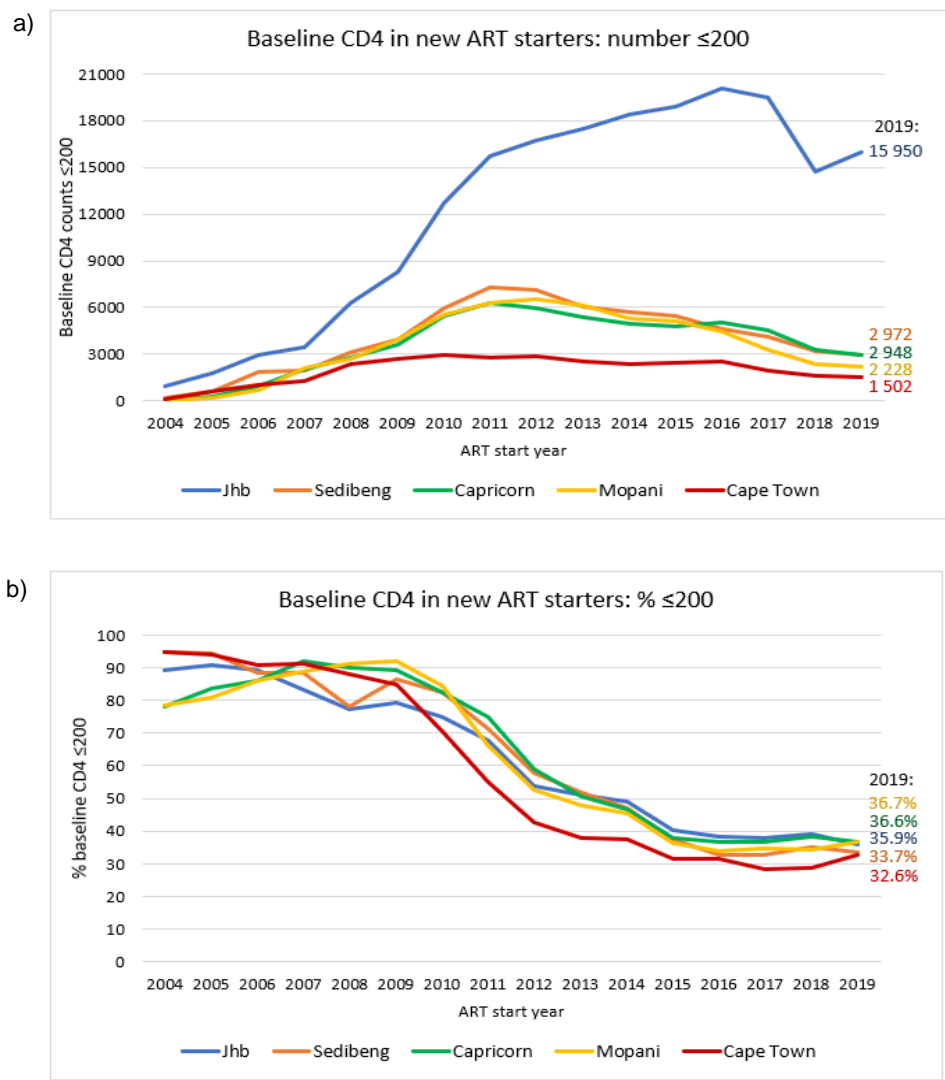 a)
Baseline CD4 in new ART starters: number ≤200
21000
18000
15000
12000
9000
6000
3000
0
Baseline CD4 counts ≤200
2019:
15 950
2 972
2 948
2 228
1 502
2004 2005 2006 2007 2008 2009 2010 2011 2012 2013 2014 2015 2016 2017 2018 2019
ART start year
Jhb Sedibeng Capricorn Mopani Cape Town
b)
Baseline CD4 in new ART starters: % ≤200
100
90
80
70
60
50
40
30
20
10
0
% baseline CD4 ≤200
2019:
36.7%
36.6%
35.9%
33.7%
32.6%
2004 2005 2006 2007 2008 2009 2010 2011 2012 2013 2014 2015 2016 2017 2018 2019
ART start year
Jhb Sedibeng Capricorn Mopani Cape Town